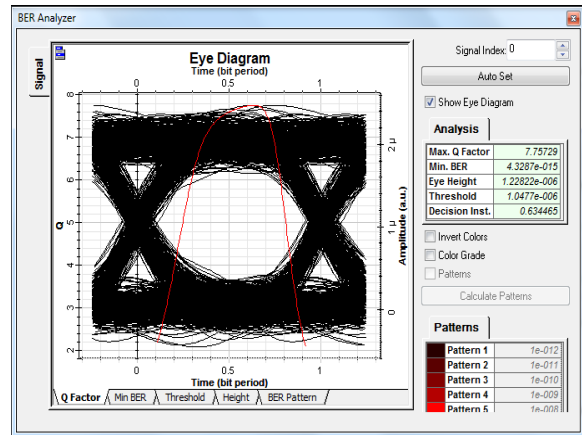 BER Analyzer
Signal
Eye Diagram
Time (bit period)
0 0.5 1
Q
2 3 4 5 6 7 8
Amplitude (a.u.)
0 1 µ 2 µ
0 0.5 1
Time (bit period)
Q Factor Min BER Threshold Height BER Pattern
Signal Index: 0
Auto Set
Show Eye Diagram
Analysis
Max. Q Factor 7.75729
Min. BER 4.3287e-015
Eye Height 1.22822e-006
Threshold 1.0477e-006
Decision Inst. 0.634465
Invert Colors
Color Grade
Patterns
Calculate Patterns
Patterns
Pattern 1 1e-012
Pattern 2 1e-011
Pattern 3 1e-010
Pattern 4 1e-009
Pattern 5 1e-008